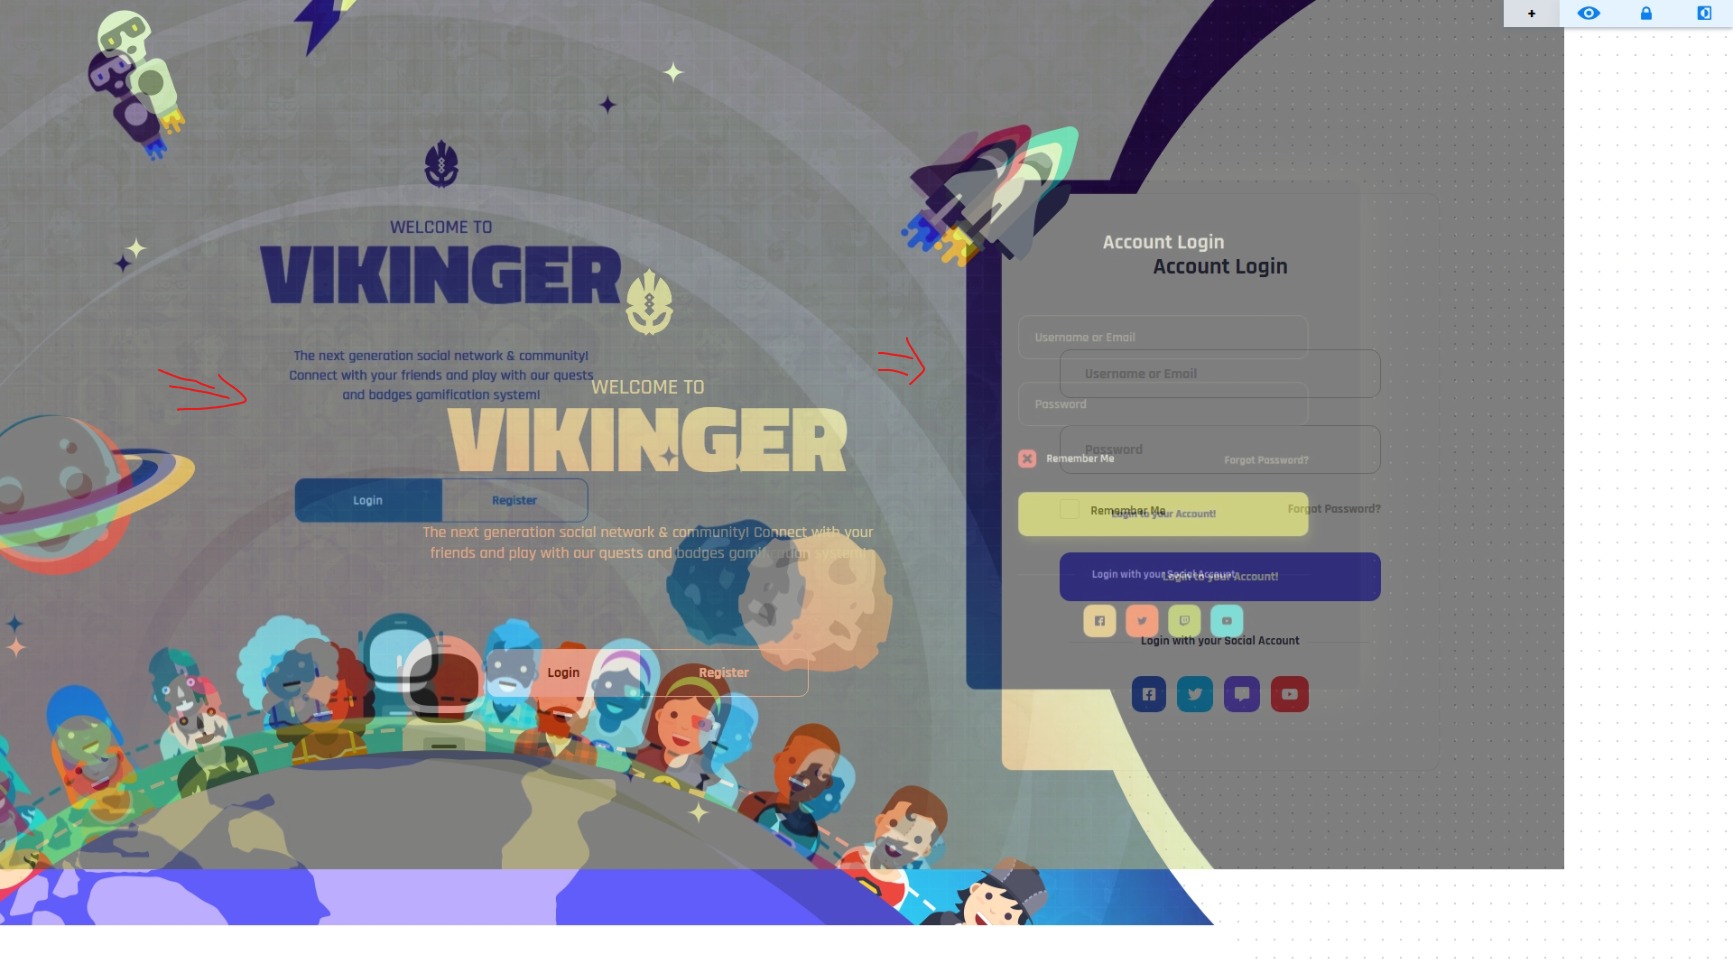 +
WELCOME TO
VIKINGER
The next generation social network & community!
Connect with your friends and play with our quests
and badges gamification system!
Login
Register
WELCOME TO
VIKINGER
The next generation social network & community! Connect with your
friends and play with our quests and badges gamification system!
Login
Register
Account Login
Account Login
Username or Email
Username or Email
Password
Password
Remember Me
Forgot Password?
Remember Me
Forgot Password?
Login to your Account!
Login with your Social Account
Login to your Account!
Login with your Social Account